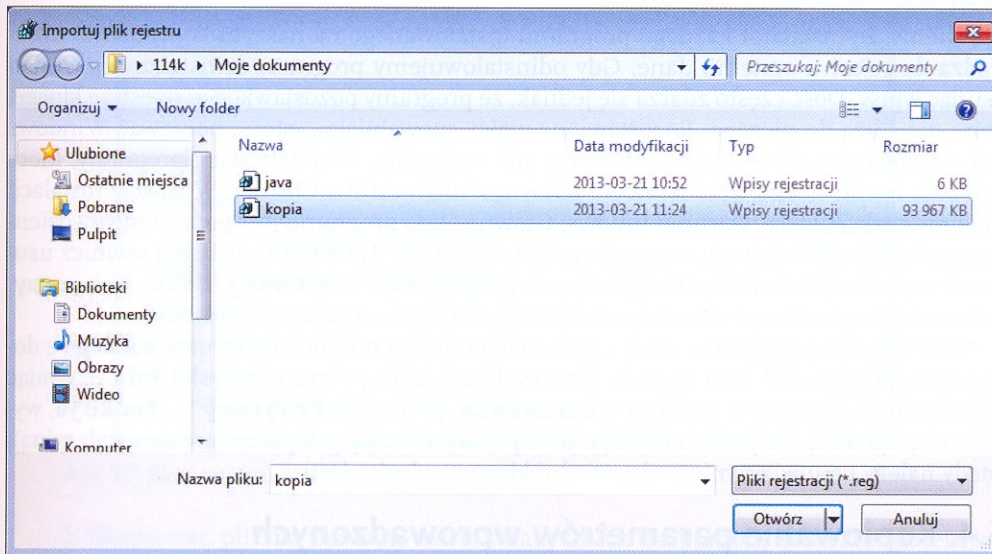 Importuj plik rejestru
114k Moje dokumenty
Przeszukaj: Moje dokumenty
Organizuj Nowy folder
Nazwa Data modyfikacji Typ Rozmiar
Ulubione
Ostatnie miejsca
Pobrane
Pulpit
Biblioteki
Dokumenty
Muzyka
Obrazy
Wideo
Komputer
java 2013-03-21 10:52 Wpisy rejestracji 6 KB
kopia 2013-03-21 11:24 Wpisy rejestracji 93 967 KB
Nazwa pliku: kopia
Pliki rejestracji (*.reg)
Otwórz Anuluj